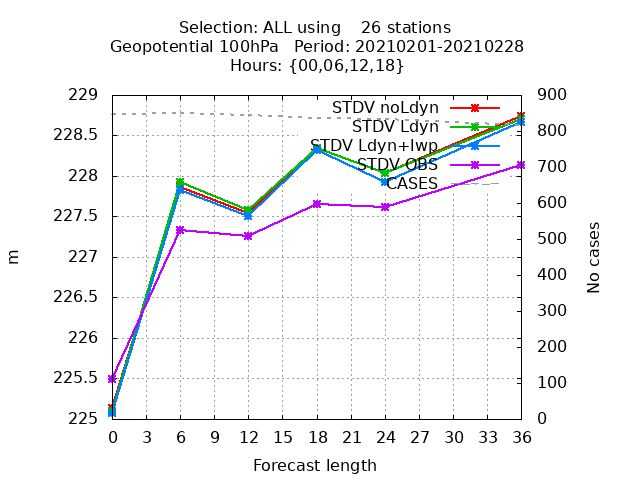 Selection: ALL using    26 stations
Geopotential 100hPa   Period: 20210201-20210228
Hours: {00,06,12,18}
229
228.5
228
227.5
227
226.5
226
225.5
225
m
STDV noLdyn
STDV Ldyn
STDV Ldyn+lwp
STDV OBS
CASES
900
800
700
600
500
400
300
200
100
0
No cases
0 3 6 9 12 15 18 21 24 27 30 33 36
Forecast length